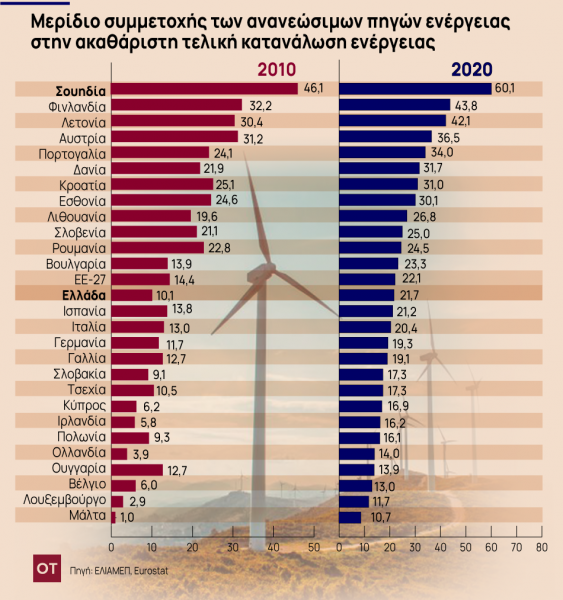 Μερίδιο συμμετοχής των ανανεώσιμων πηγών ενέργειας
στην ακαθάριστη τελική κατανάλωση ενέργειας
2010 2020
Σουηδία 46,1 60,1
Φινλανδία 32,2 43,8
Λετονία 30,4 42,1
Αυστρία 31,2 36,5
Πορτογαλία 24,1 34,0
Δανία 21,9 31,7
Κροατία 25,1 31,0
Εσθονία 24,6 30,1
Λιθουανία 19,6 26,8
Σλοβενία 21,1 25,0
Ρουμανία 22,8 24,5
Βουλγαρία 13,9 23,3
ΕΕ-27 14,4 22,1
Ελλάδα 10,1 21,7
Ισπανία 13,8 21,2
Ιταλία 13,0 20,4
Γερμανία 11,7 19,3
Γαλλία 12,7 19,1
Σλοβακία 9,1 17,3
Τσεχία 10,5 17,3
Κύπρος 6,2 16,9
Ιρλανδία 5,8 16,2
Πολωνία 9,3 16,1
Ολλανδία 3,9 14,0
Ουγγαρία 12,7 13,9
Βέλγιο 6,0 13,0
Λουξεμβούργο 2,9 11,7
Μάλτα 1,0 10,7
0 10 20 30 40 50 0 10 20 30 40 50 60 70 80
ΟΤ Πηγή: ΕΛΙΑΜΕΠ, Eurostat